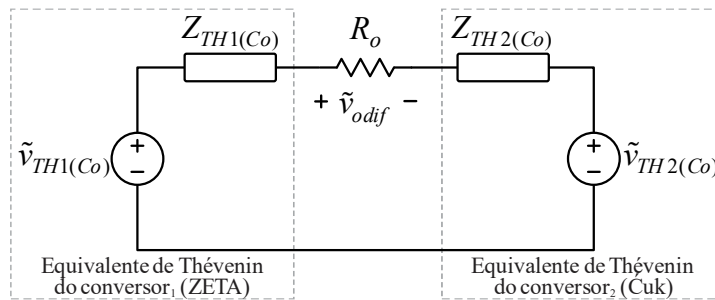 Z_TH1(Co) R_o Z_TH2(Co)
+ ṽ_odif −
ṽ_TH1(Co) + − + − ṽ_TH2(Co)
Equivalente de Thévenin
do conversor₁ (ZETA)
Equivalente de Thévenin
do conversor₂ (Ćuk)